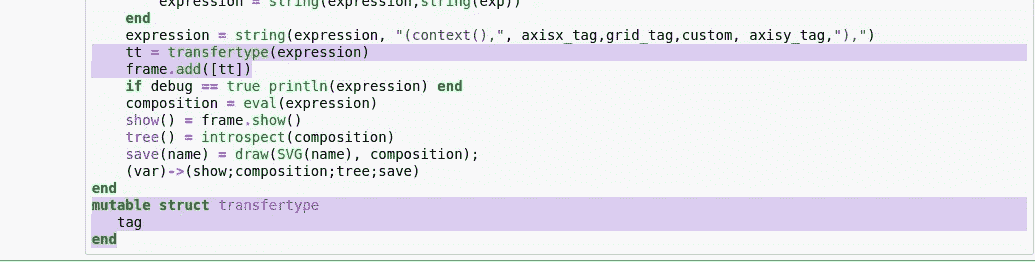 expression = string(expression,string(exp))
end
expression = string(expression, "(context(),", axisx_tag,grid_tag,custom, axisy_tag,"),")
tt = transfertype(expression)
frame.add([tt])
if debug == true println(expression) end
composition = eval(expression)
show() = frame.show()
tree() = introspect(composition)
save(name) = draw(SVG(name), composition);
(var)->(show;composition;tree;save)
end
mutable struct transfertype
tag
end